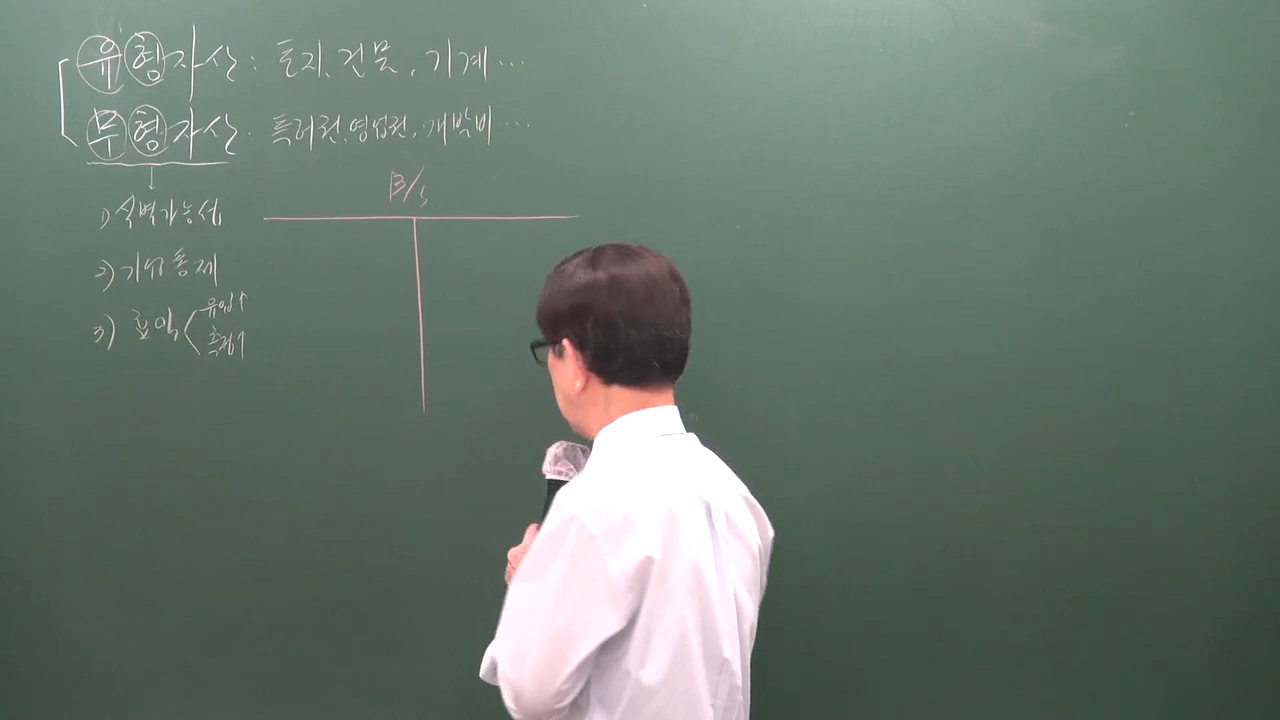 유형자산 : 토지, 건물, 기계 …
무형자산 . 특허권, 영업권, 개발비 …
B/S
1) 식별가능성
2) 기업통제
3) 효익 < 유입↑
측정↑